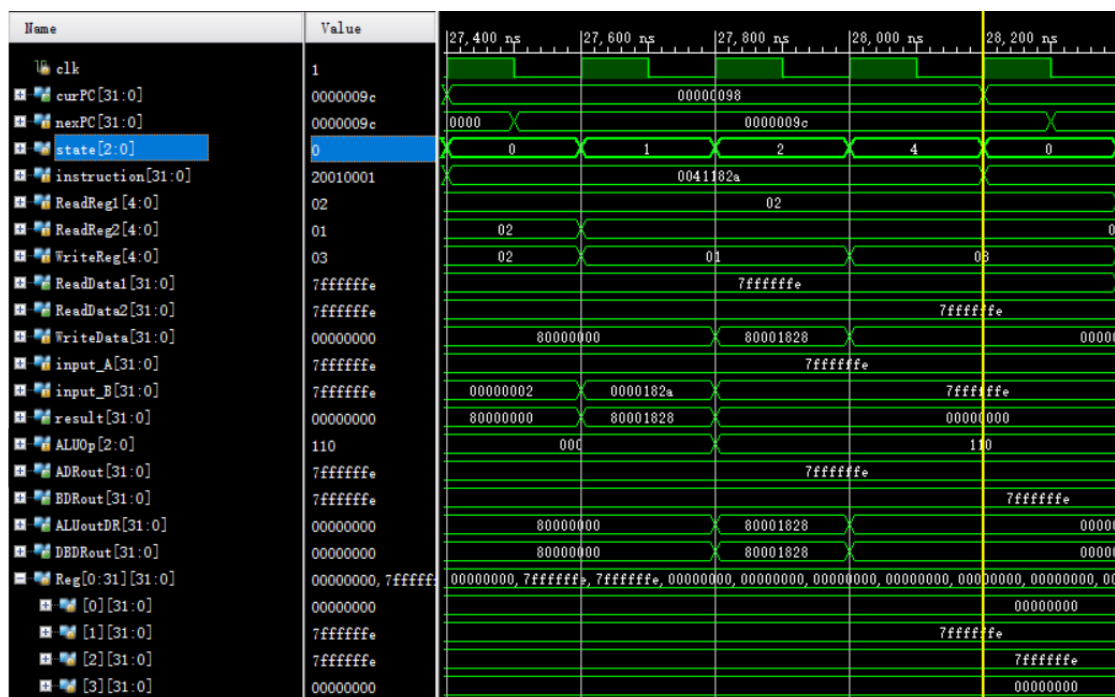 Name Value 27,400 ns 27,600 ns 27,800 ns 28,000 ns 28,200 ns
clk 1
curPC[31:0] 0000009c 00000098
nexPC[31:0] 0000009c 0000 0000009c
state[2:0] 0 0 1 2 4 0
instruction[31:0] 20010001 0041182a
ReadReg1[4:0] 02 02
ReadReg2[4:0] 01 02 0
WriteReg[4:0] 03 02 01 03
ReadData1[31:0] 7ffffffe 7ffffffe
ReadData2[31:0] 7ffffffe 7ffffffe
WriteData[31:0] 00000000 80000000 80001828 0000
input_A[31:0] 7ffffffe 7ffffffe
input_B[31:0] 7ffffffe 00000002 0000182a 7ffffffe
result[31:0] 00000000 80000000 80001828 00000000
ALUOp[2:0] 110 000 110
ADRout[31:0] 7ffffffe 7ffffffe
BDRout[31:0] 7ffffffe 7ffffffe
ALUoutDR[31:0] 00000000 80000000 80001828 0000
DBDRout[31:0] 00000000 80000000 80001828 0000
Reg[0:31][31:0] 00000000, 7ffffff 00000000, 7ffffffe, 7ffffffe, 00000000, 00000000, 00000000, 00000000, 00000000, 00000000, 00
[0][31:0] 00000000 00000000
[1][31:0] 7ffffffe 7ffffffe
[2][31:0] 7ffffffe 7ffffffe
[3][31:0] 00000000 00000000